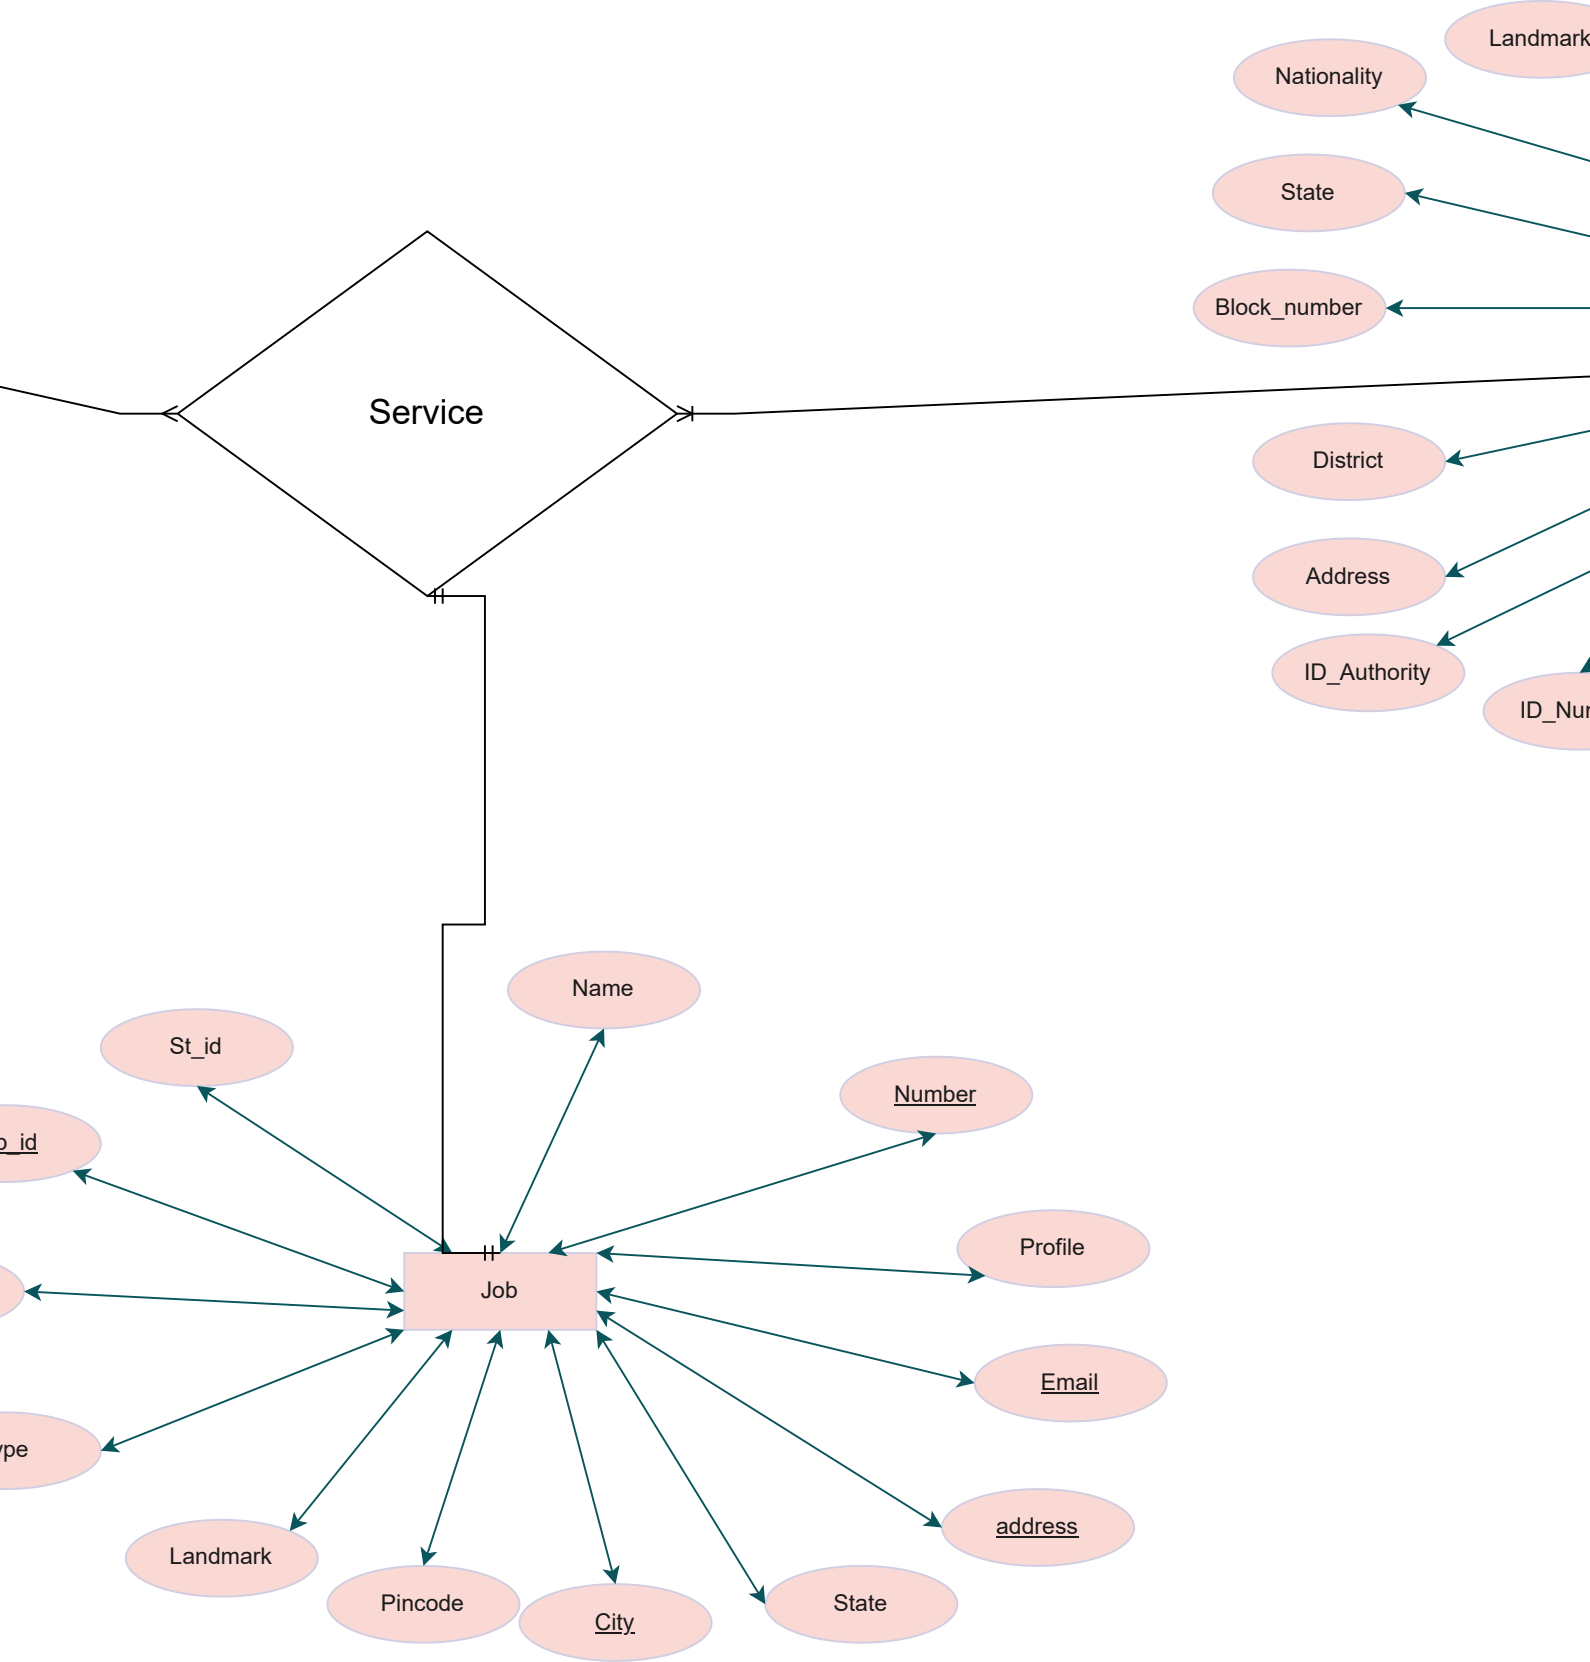 Landmark
Nationality
State
Block_number
Service
District
Address
ID_Authority
Name
St_id
Number
Profile
Job
Email
address
Landmark
Pincode
State
City